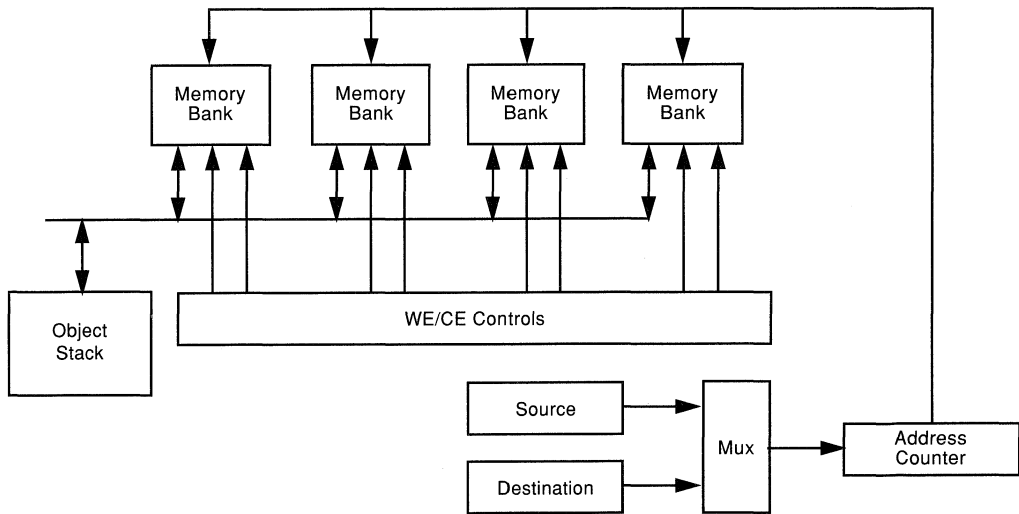 Memory
Bank
Memory
Bank
Memory
Bank
Memory
Bank
Object
Stack
WE/CE Controls
Source
Destination
Mux
Address
Counter